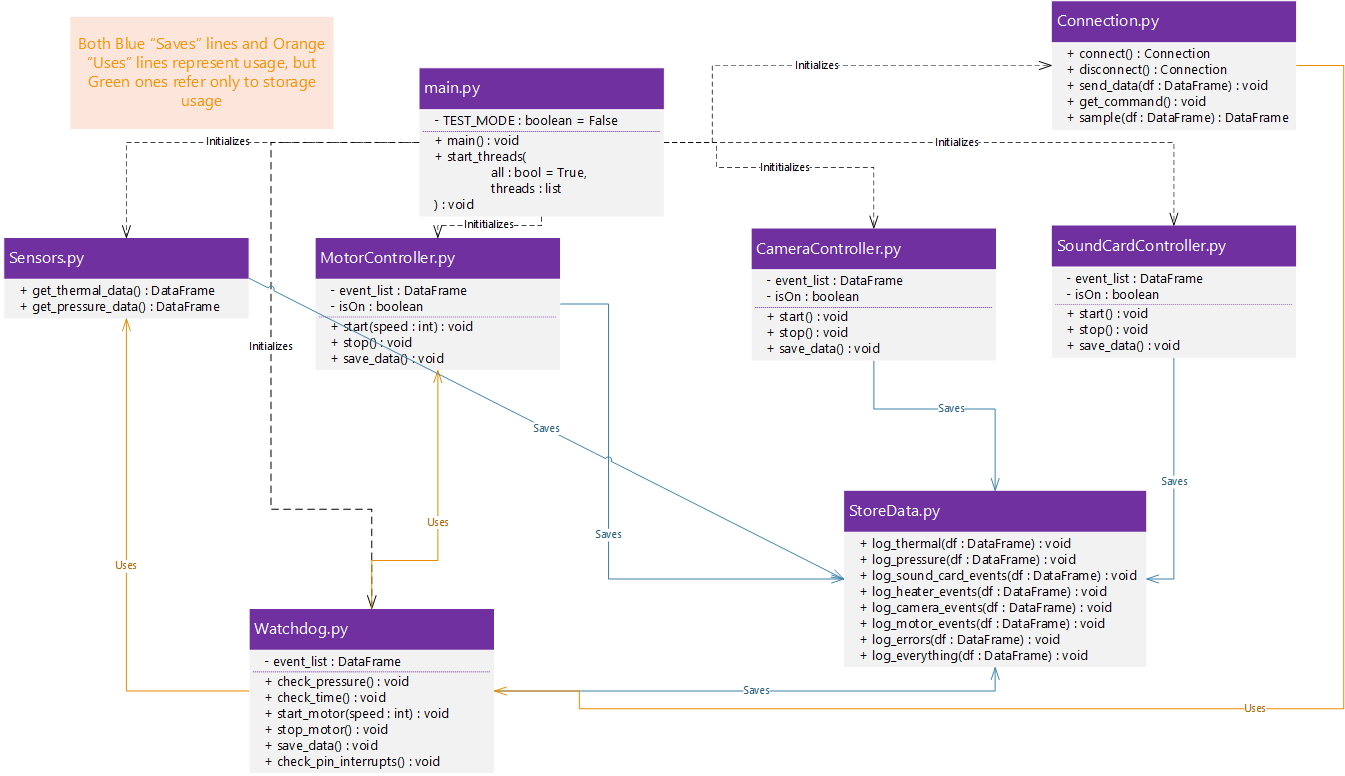 Both Blue “Saves” lines and Orange
“Uses” lines represent usage, but
Green ones refer only to storage
usage
main.py
- TEST_MODE : boolean = False
+ main() : void
+ start_threads(
all : bool = True,
threads : list
) : void
Connection.py
+ connect() : Connection
+ disconnect() : Connection
+ send_data(df : DataFrame) : void
+ get_command() : void
+ sample(df : DataFrame) : DataFrame
Initializes
Initializes
Initializes
Inititializes
Inititializes
Initializes
Sensors.py
+ get_thermal_data() : DataFrame
+ get_pressure_data() : DataFrame
MotorController.py
- event_list : DataFrame
- isOn : boolean
+ start(speed : int) : void
+ stop() : void
+ save_data() : void
CameraController.py
- event_list : DataFrame
- isOn : boolean
+ start() : void
+ stop() : void
+ save_data() : void
SoundCardController.py
- event_list : DataFrame
- isOn : boolean
+ start() : void
+ stop() : void
+ save_data() : void
Saves
Saves
Saves
Saves
Uses
Uses
StoreData.py
+ log_thermal(df : DataFrame) : void
+ log_pressure(df : DataFrame) : void
+ log_sound_card_events(df : DataFrame) : void
+ log_heater_events(df : DataFrame) : void
+ log_camera_events(df : DataFrame) : void
+ log_motor_events(df : DataFrame) : void
+ log_errors(df : DataFrame) : void
+ log_everything(df : DataFrame) : void
Watchdog.py
- event_list : DataFrame
+ check_pressure() : void
+ check_time() : void
+ start_motor(speed : int) : void
+ stop_motor() : void
+ save_data() : void
+ check_pin_interrupts() : void
Saves
Uses